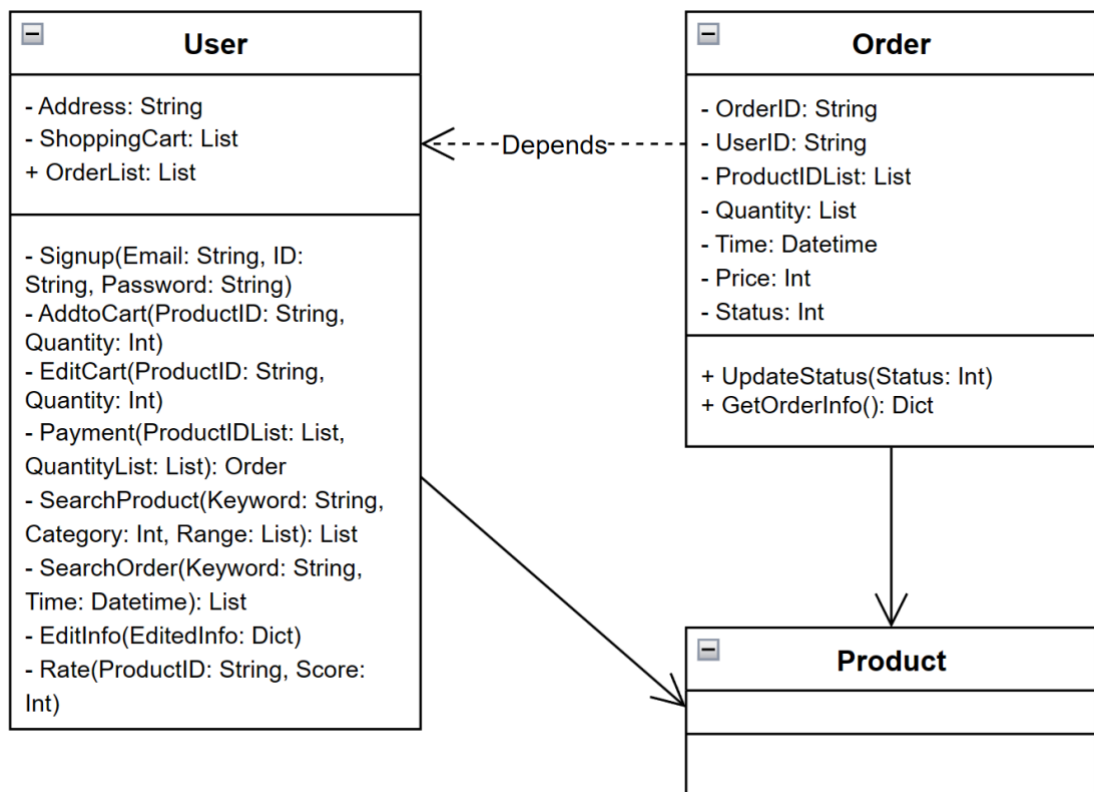 User
- Address: String
- ShoppingCart: List
+ OrderList: List
- Signup(Email: String, ID:
String, Password: String)
- AddtoCart(ProductID: String,
Quantity: Int)
- EditCart(ProductID: String,
Quantity: Int)
- Payment(ProductIDList: List,
QuantityList: List): Order
- SearchProduct(Keyword: String,
Category: Int, Range: List): List
- SearchOrder(Keyword: String,
Time: Datetime): List
- EditInfo(EditedInfo: Dict)
- Rate(ProductID: String, Score:
Int)
Depends
Order
- OrderID: String
- UserID: String
- ProductIDList: List
- Quantity: List
- Time: Datetime
- Price: Int
- Status: Int
+ UpdateStatus(Status: Int)
+ GetOrderInfo(): Dict
Product